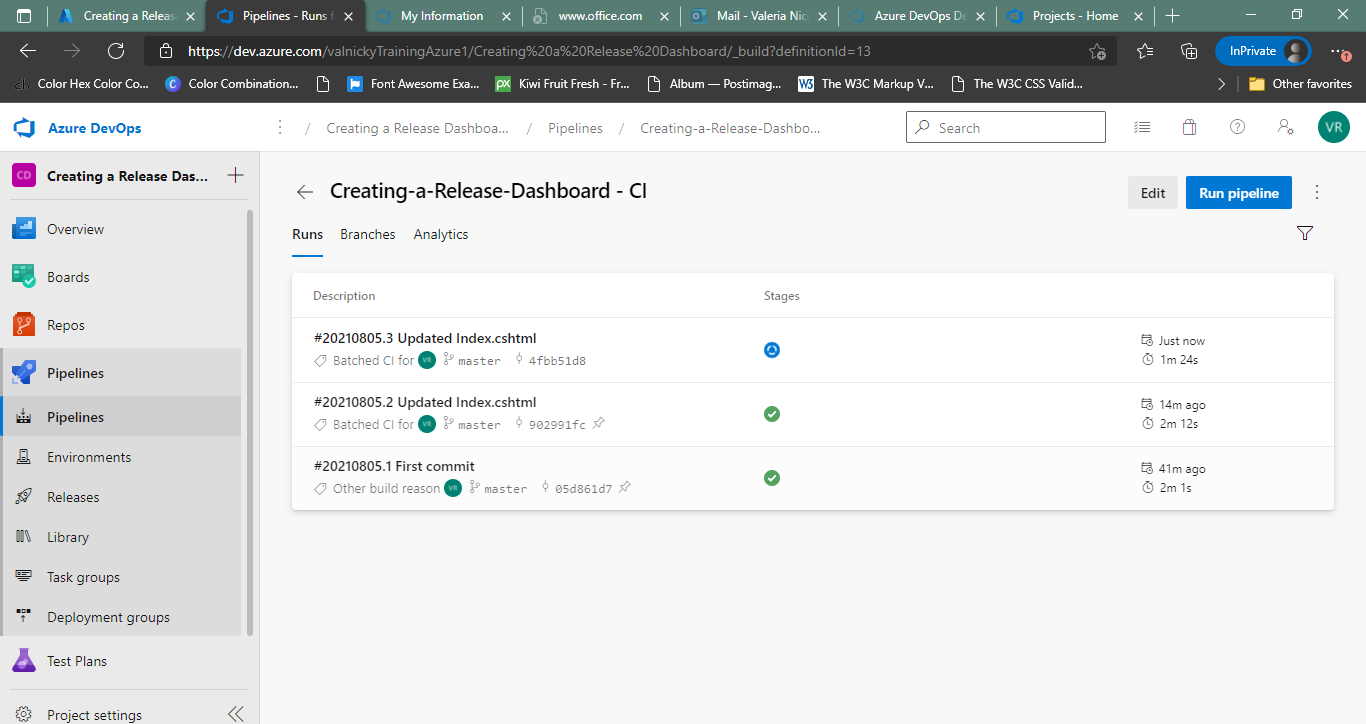 Creating a Releas
Pipelines - Runs f
My Information
www.office.com
Mail - Valeria Nic
Azure DevOps De
Projects - Home
https://dev.azure.com/valnickyTrainingAzure1/Creating%20a%20Release%20Dashboard/_build?definitionId=13
InPrivate
Color Hex Color Co...
Color Combination...
Font Awesome Exa...
px Kiwi Fruit Fresh - Fr...
Album — Postimag...
W3 The W3C Markup V...
The W3C CSS Valid...
Other favorites
Azure DevOps
/ Creating a Release Dashboa... / Pipelines / Creating-a-Release-Dashbo...
Search
VR
CD Creating a Release Das...
Overview
Boards
Repos
Pipelines
Pipelines
Environments
Releases
Library
Task groups
Deployment groups
Test Plans
Project settings
Creating-a-Release-Dashboard - CI
Edit
Run pipeline
Runs Branches Analytics
Description Stages
#20210805.3 Updated Index.cshtml
Batched CI for VR master 4fbb51d8
Just now
1m 24s
#20210805.2 Updated Index.cshtml
Batched CI for VR master 902991fc
14m ago
2m 12s
#20210805.1 First commit
Other build reason VR master 05d861d7
41m ago
2m 1s